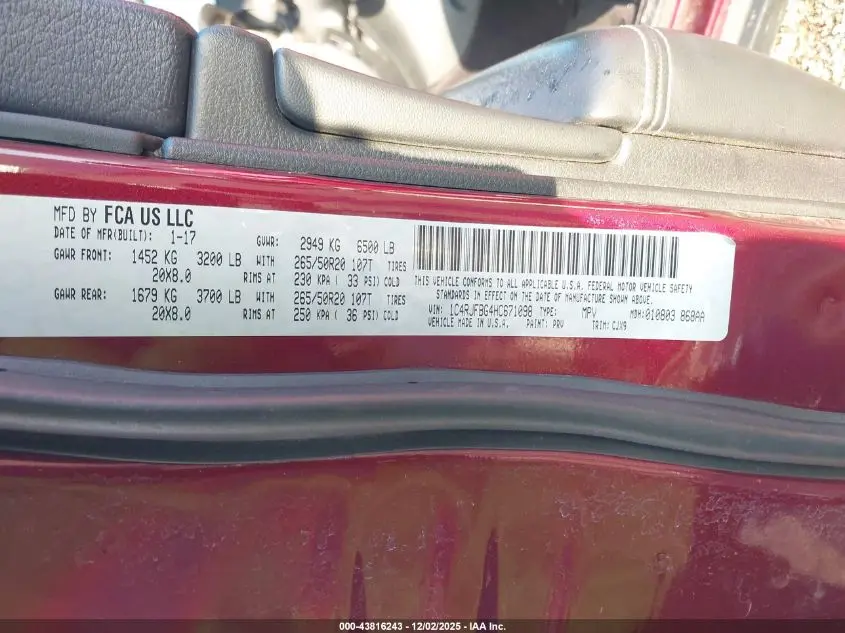 MFD BY FCA US LLC
DATE OF MFR(BUILT): 1-17 GVWR: 2949 KG 6500 LB
GAWR FRONT: 1452 KG 3200 LB WITH 265/50R20 107T TIRES
20X8.0 RIMS AT 230 KPA ( 33 PSI) COLD
GAWR REAR: 1679 KG 3700 LB WITH 265/50R20 107T TIRES
20X8.0 RIMS AT 250 KPA ( 36 PSI) COLD
THIS VEHICLE CONFORMS TO ALL APPLICABLE U.S.A. FEDERAL MOTOR VEHICLE SAFETY
STANDARDS IN EFFECT ON THE DATE OF MANUFACTURE SHOWN ABOVE.
VIN: 1C4RJFBG4HC671098 TYPE: MPV MDH: 010803 868AA
VEHICLE MADE IN U.S.A. PAINT: PRV TRIM: CJX9
000-43816243 - 12/02/2025 - IAA Inc.